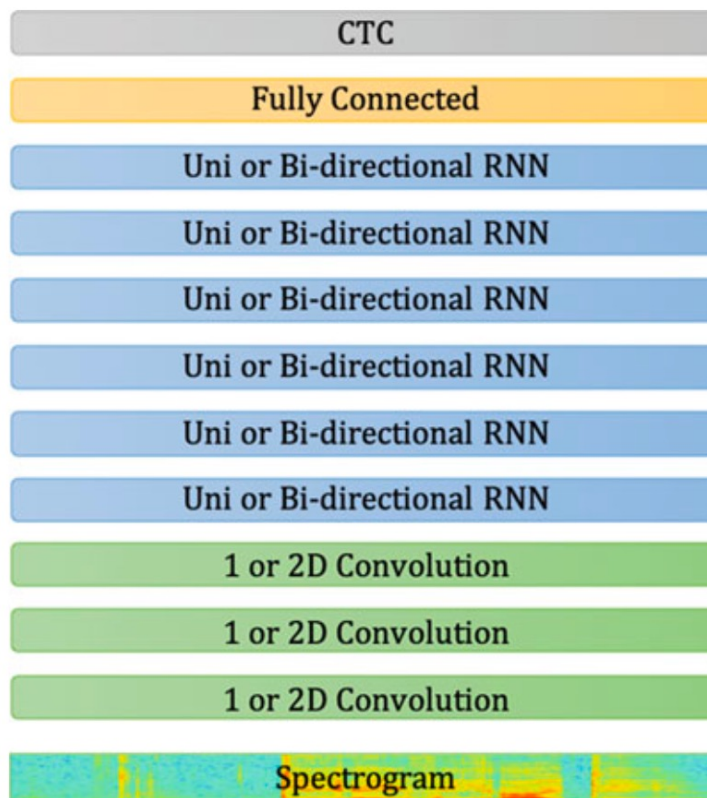 CTC
Fully Connected
Uni or Bi-directional RNN
Uni or Bi-directional RNN
Uni or Bi-directional RNN
Uni or Bi-directional RNN
Uni or Bi-directional RNN
Uni or Bi-directional RNN
1 or 2D Convolution
1 or 2D Convolution
1 or 2D Convolution
Spectrogram